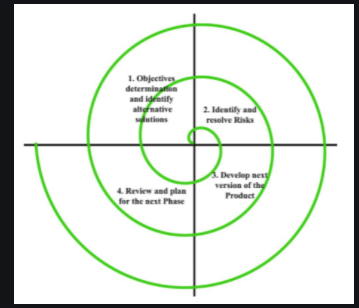 1. Objectives
determination
and identify
alternative
solutions
2. Identify and
resolve Risks
3. Develop next
version of the
Product
4. Review and plan
for the next Phase